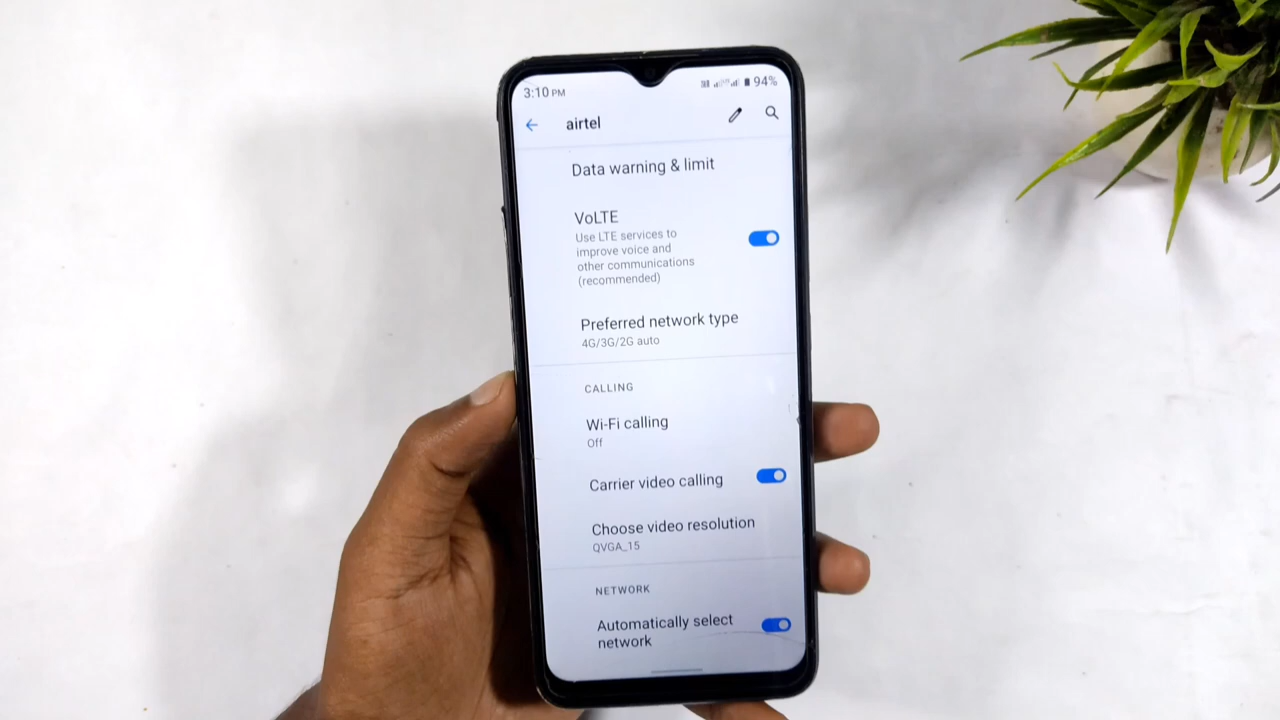 3:10 PM 94%
airtel
Data warning & limit
VoLTE
Use LTE services to
improve voice and
other communications
(recommended)
Preferred network type
4G/3G/2G auto
CALLING
Wi-Fi calling
Off
Carrier video calling
Choose video resolution
QVGA_15
NETWORK
Automatically select
network